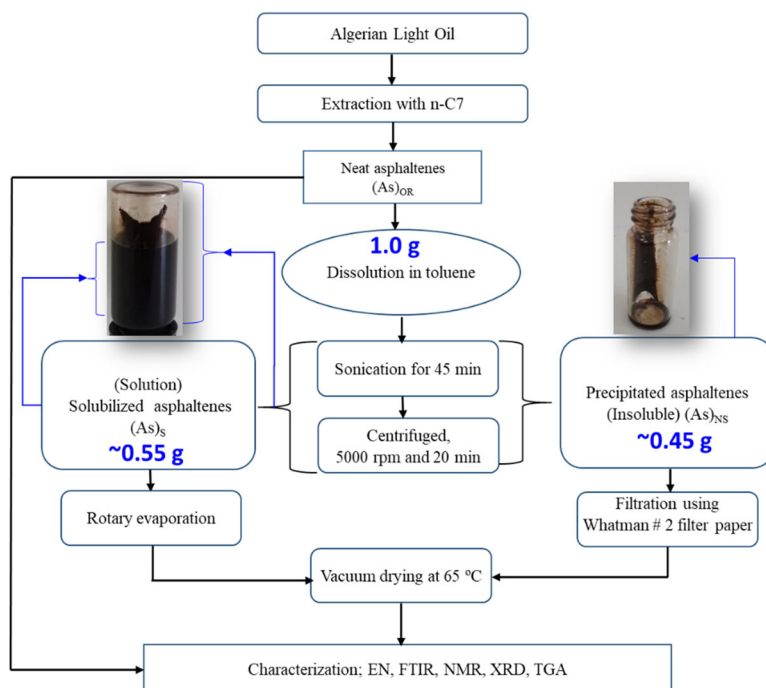 Algerian Light Oil
Extraction with n-C7
Neat asphaltenes
(As)OR
1.0 g
Dissolution in toluene
Sonication for 45 min
Centrifuged,
5000 rpm and 20 min
(Solution)
Solubilized asphaltenes
(As)S
~0.55 g
Precipitated asphaltenes
(Insoluble) (As)NS
~0.45 g
Rotary evaporation
Filtration using
Whatman # 2 filter paper
Vacuum drying at 65 ºC
Characterization; EN, FTIR, NMR, XRD, TGA